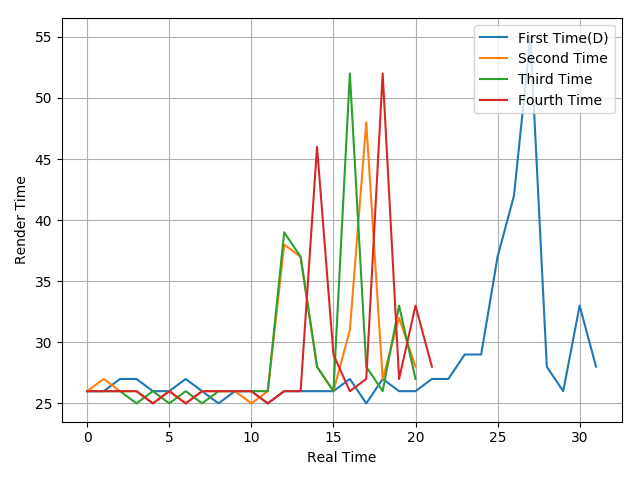 55
50
45
40
35
30
25
Render Time
0 5 10 15 20 25 30
Real Time
First Time(D)
Second Time
Third Time
Fourth Time